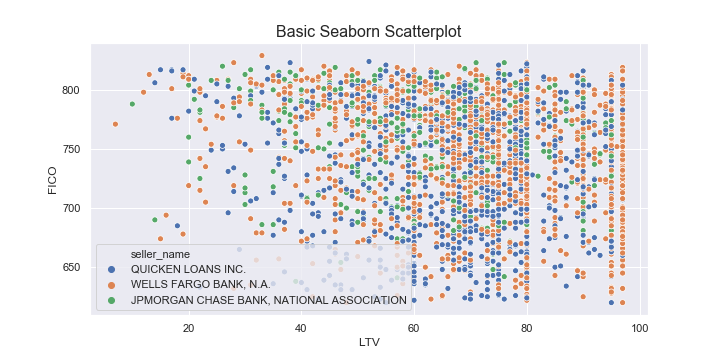 Basic Seaborn Scatterplot
FICO
800
750
700
650
seller_name
QUICKEN LOANS INC.
WELLS FARGO BANK, N.A.
JPMORGAN CHASE BANK, NATIONAL ASSOCIATION
20 40 60 80 100
LTV